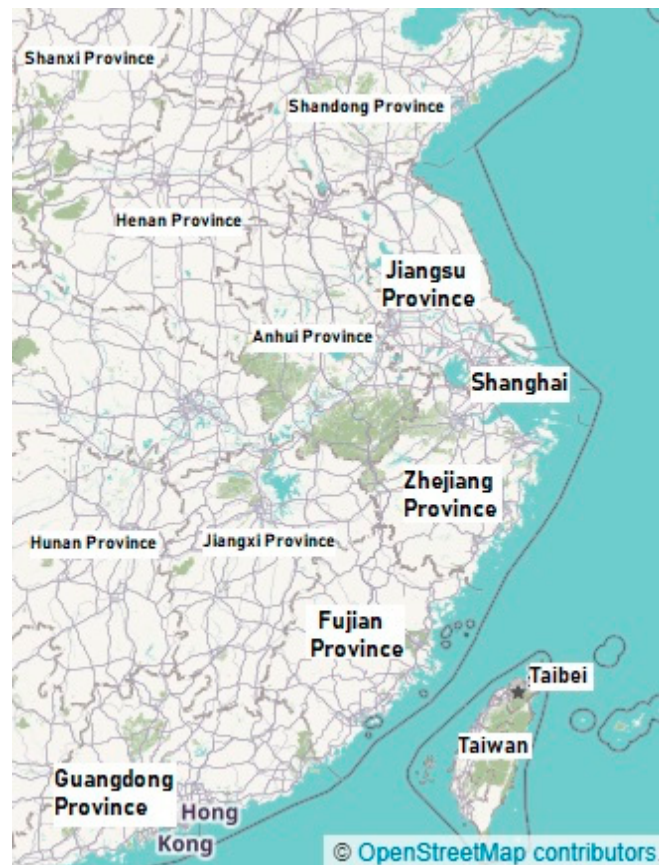 Shanxi Province
Shandong Province
Henan Province
Jiangsu
Province
Anhui Province
Shanghai
Zhejiang
Province
Hunan Province
Jiangxi Province
Fujian
Province
Taibei
Taiwan
Guangdong
Province
Hong
Kong
© OpenStreetMap contributors